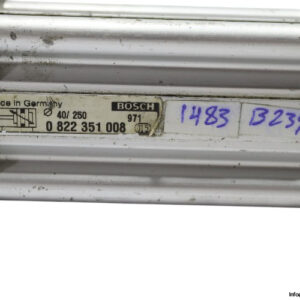 ce in Germany
BOSCH
Ø 40/ 250 971
0 822 351 008
1483
B23